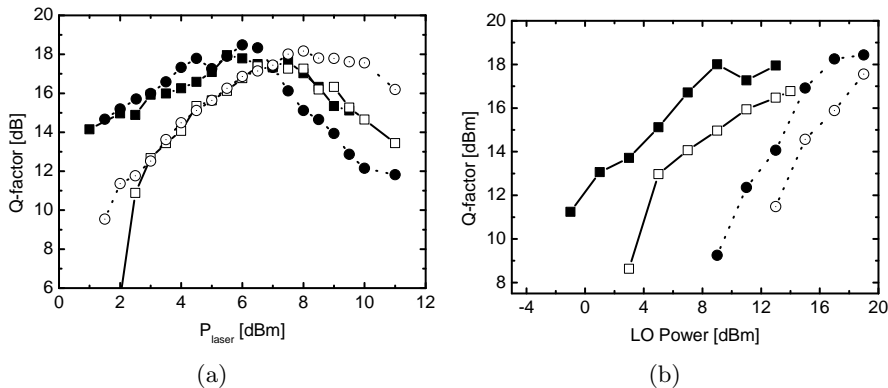 18
16
14
12
10
8
6
0 2 4 6 8 10 12
Q-factor [dB]
P_laser [dBm]
(a)
20
18
16
14
12
10
8
-4 0 4 8 12 16 20
Q-factor [dBm]
LO Power [dBm]
(b)